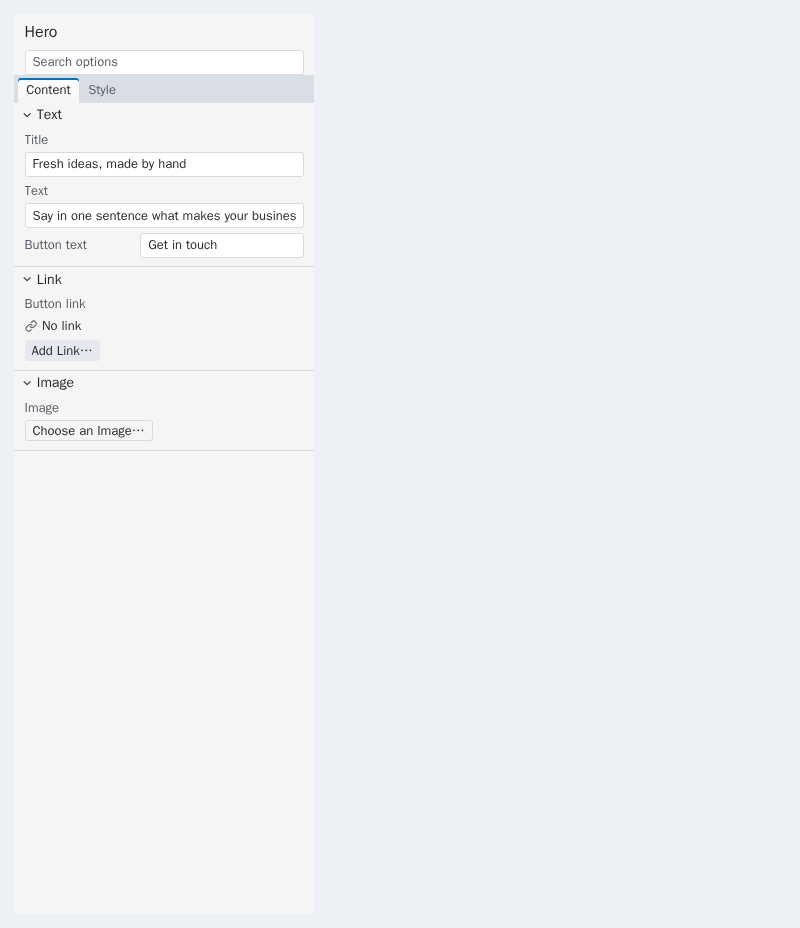 Hero
Search options
Content
Style
Text
Title
Fresh ideas, made by hand
Text
Say in one sentence what makes your busines
Button text
Get in touch
Link
Button link
No link
Add Link···
Image
Image
Choose an Image···